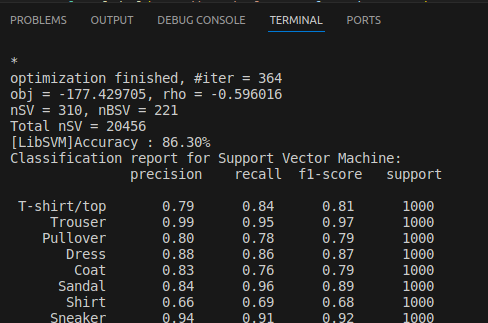 PROBLEMS OUTPUT DEBUG CONSOLE TERMINAL PORTS
*
optimization finished, #iter = 364
obj = -177.429705, rho = -0.596016
nSV = 310, nBSV = 221
Total nSV = 20456
[LibSVM]Accuracy : 86.30%
Classification report for Support Vector Machine:
precision recall f1-score support
T-shirt/top 0.79 0.84 0.81 1000
Trouser 0.99 0.95 0.97 1000
Pullover 0.80 0.78 0.79 1000
Dress 0.88 0.86 0.87 1000
Coat 0.83 0.76 0.79 1000
Sandal 0.84 0.96 0.89 1000
Shirt 0.66 0.69 0.68 1000
Sneaker 0.94 0.91 0.92 1000